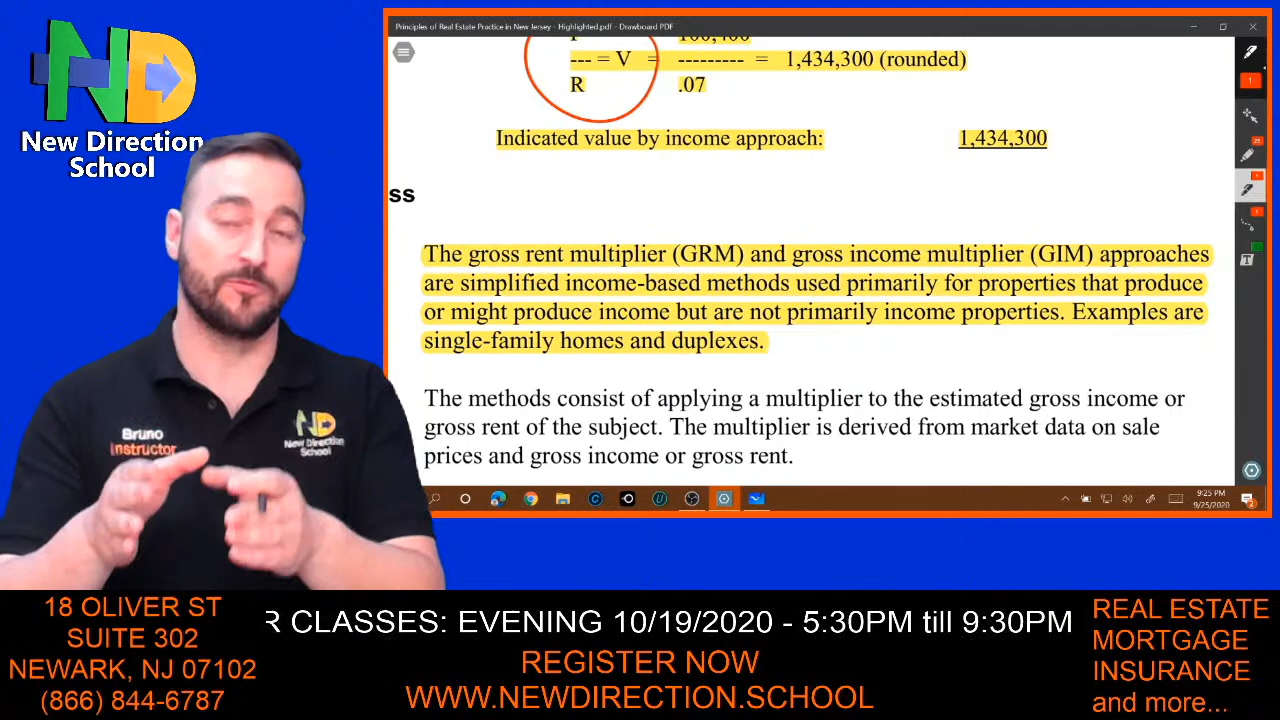 Principles of Real Estate Practice in New Jersey - Highlighted.pdf - Drawboard PDF
--- = V = --------- = 1,434,300 (rounded)
R .07
Indicated value by income approach: 1,434,300
ss
The gross rent multiplier (GRM) and gross income multiplier (GIM) approaches
are simplified income-based methods used primarily for properties that produce
or might produce income but are not primarily income properties. Examples are
single-family homes and duplexes.
The methods consist of applying a multiplier to the estimated gross income or
gross rent of the subject. The multiplier is derived from market data on sale
prices and gross income or gross rent.
9:25 PM
9/25/2020
ND
New Direction
School
Bruno
Instructor
ND
New Direction
School
18 OLIVER ST
SUITE 302
NEWARK, NJ 07102
(866) 844-6787
R CLASSES: EVENING 10/19/2020 - 5:30PM till 9:30PM
REGISTER NOW
WWW.NEWDIRECTION.SCHOOL
REAL ESTATE
MORTGAGE
INSURANCE
and more...